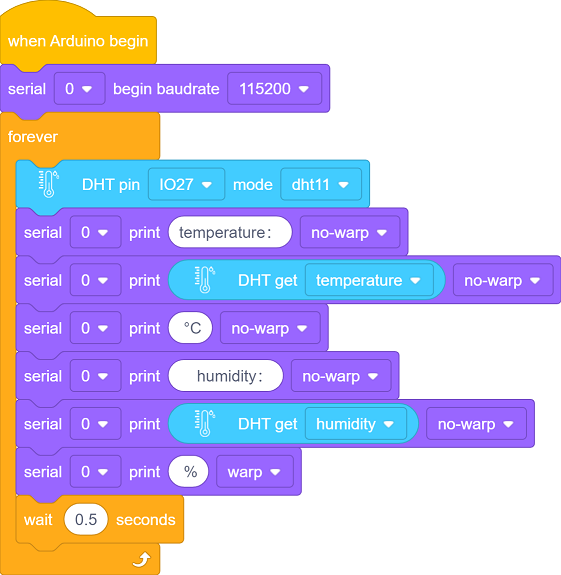 when Arduino begin
serial 0 begin baudrate 115200
forever
DHT pin IO27 mode dht11
serial 0 print temperature: no-warp
serial 0 print DHT get temperature no-warp
serial 0 print °C no-warp
serial 0 print humidity: no-warp
serial 0 print DHT get humidity no-warp
serial 0 print % warp
wait 0.5 seconds